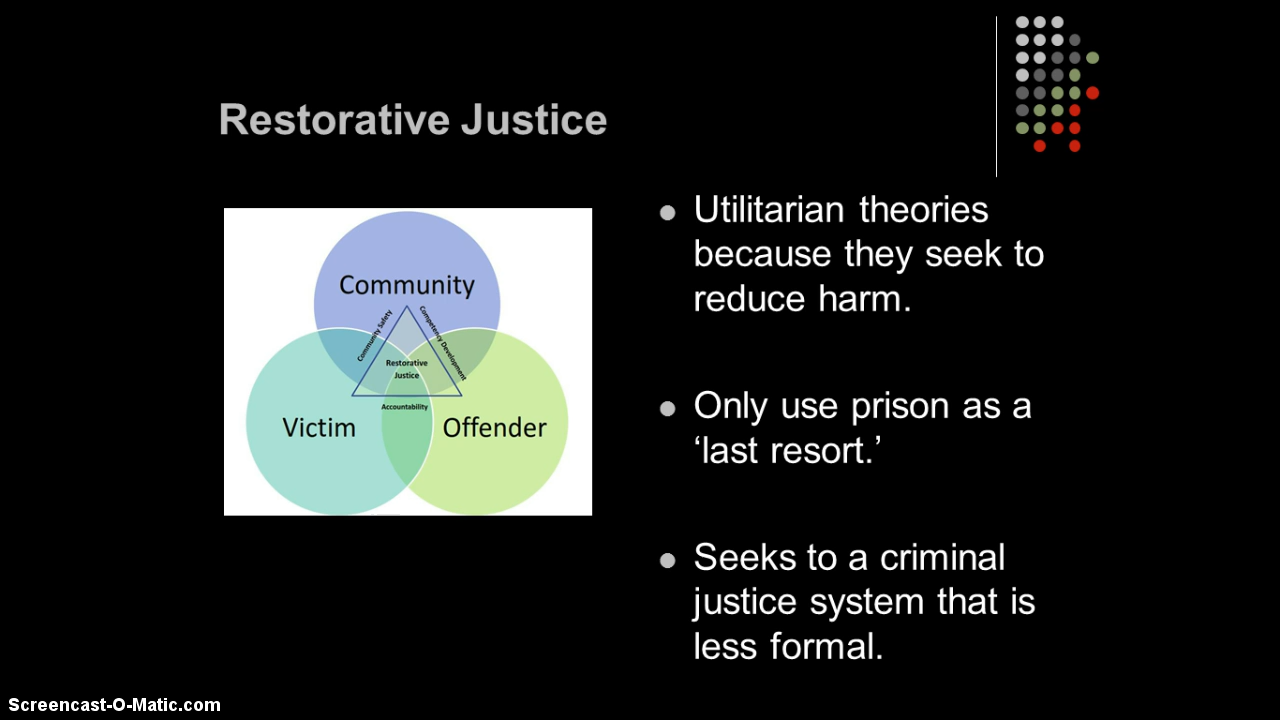 Restorative Justice
Community
Community Safety
Competency Development
Restorative
Justice
Accountability
Victim
Offender
Utilitarian theories
because they seek to
reduce harm.
Only use prison as a
‘last resort.’
Seeks to a criminal
justice system that is
less formal.
Screencast-O-Matic.com